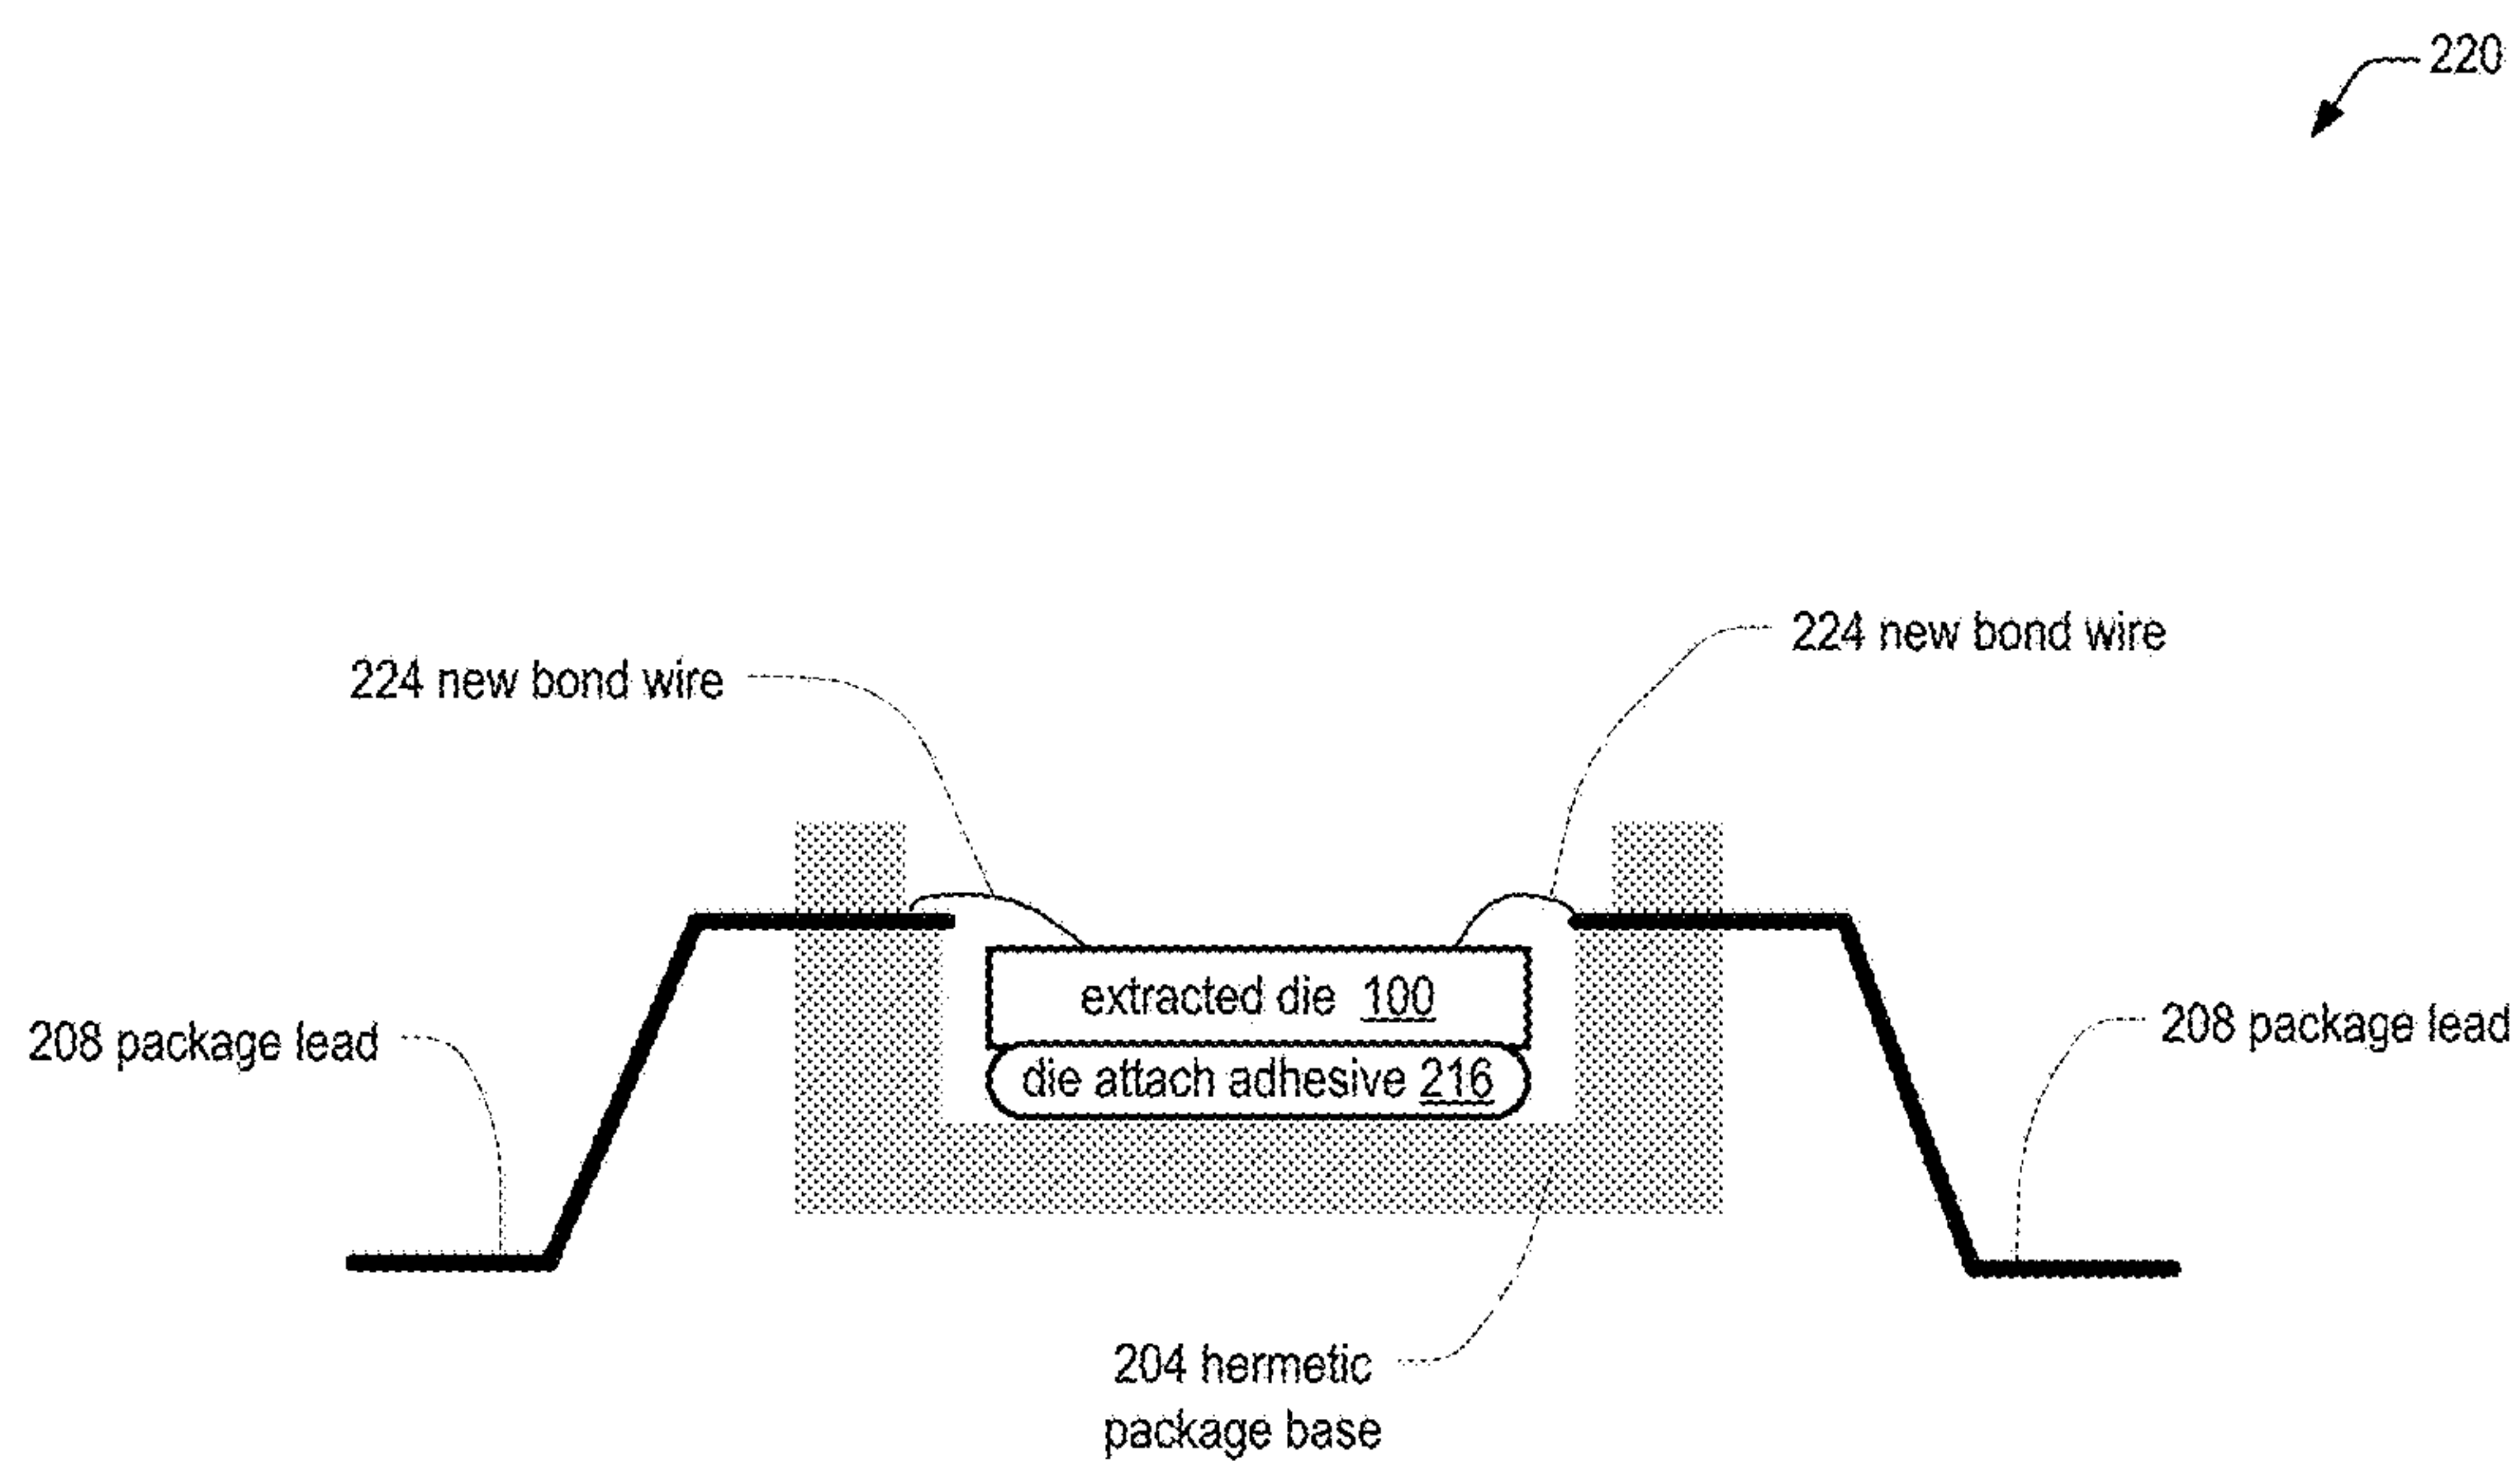 220
224 new bond wire
224 new bond wire
extracted die 100
208 package lead
208 package lead
die attach adhesive 216
204 hermetic
package base